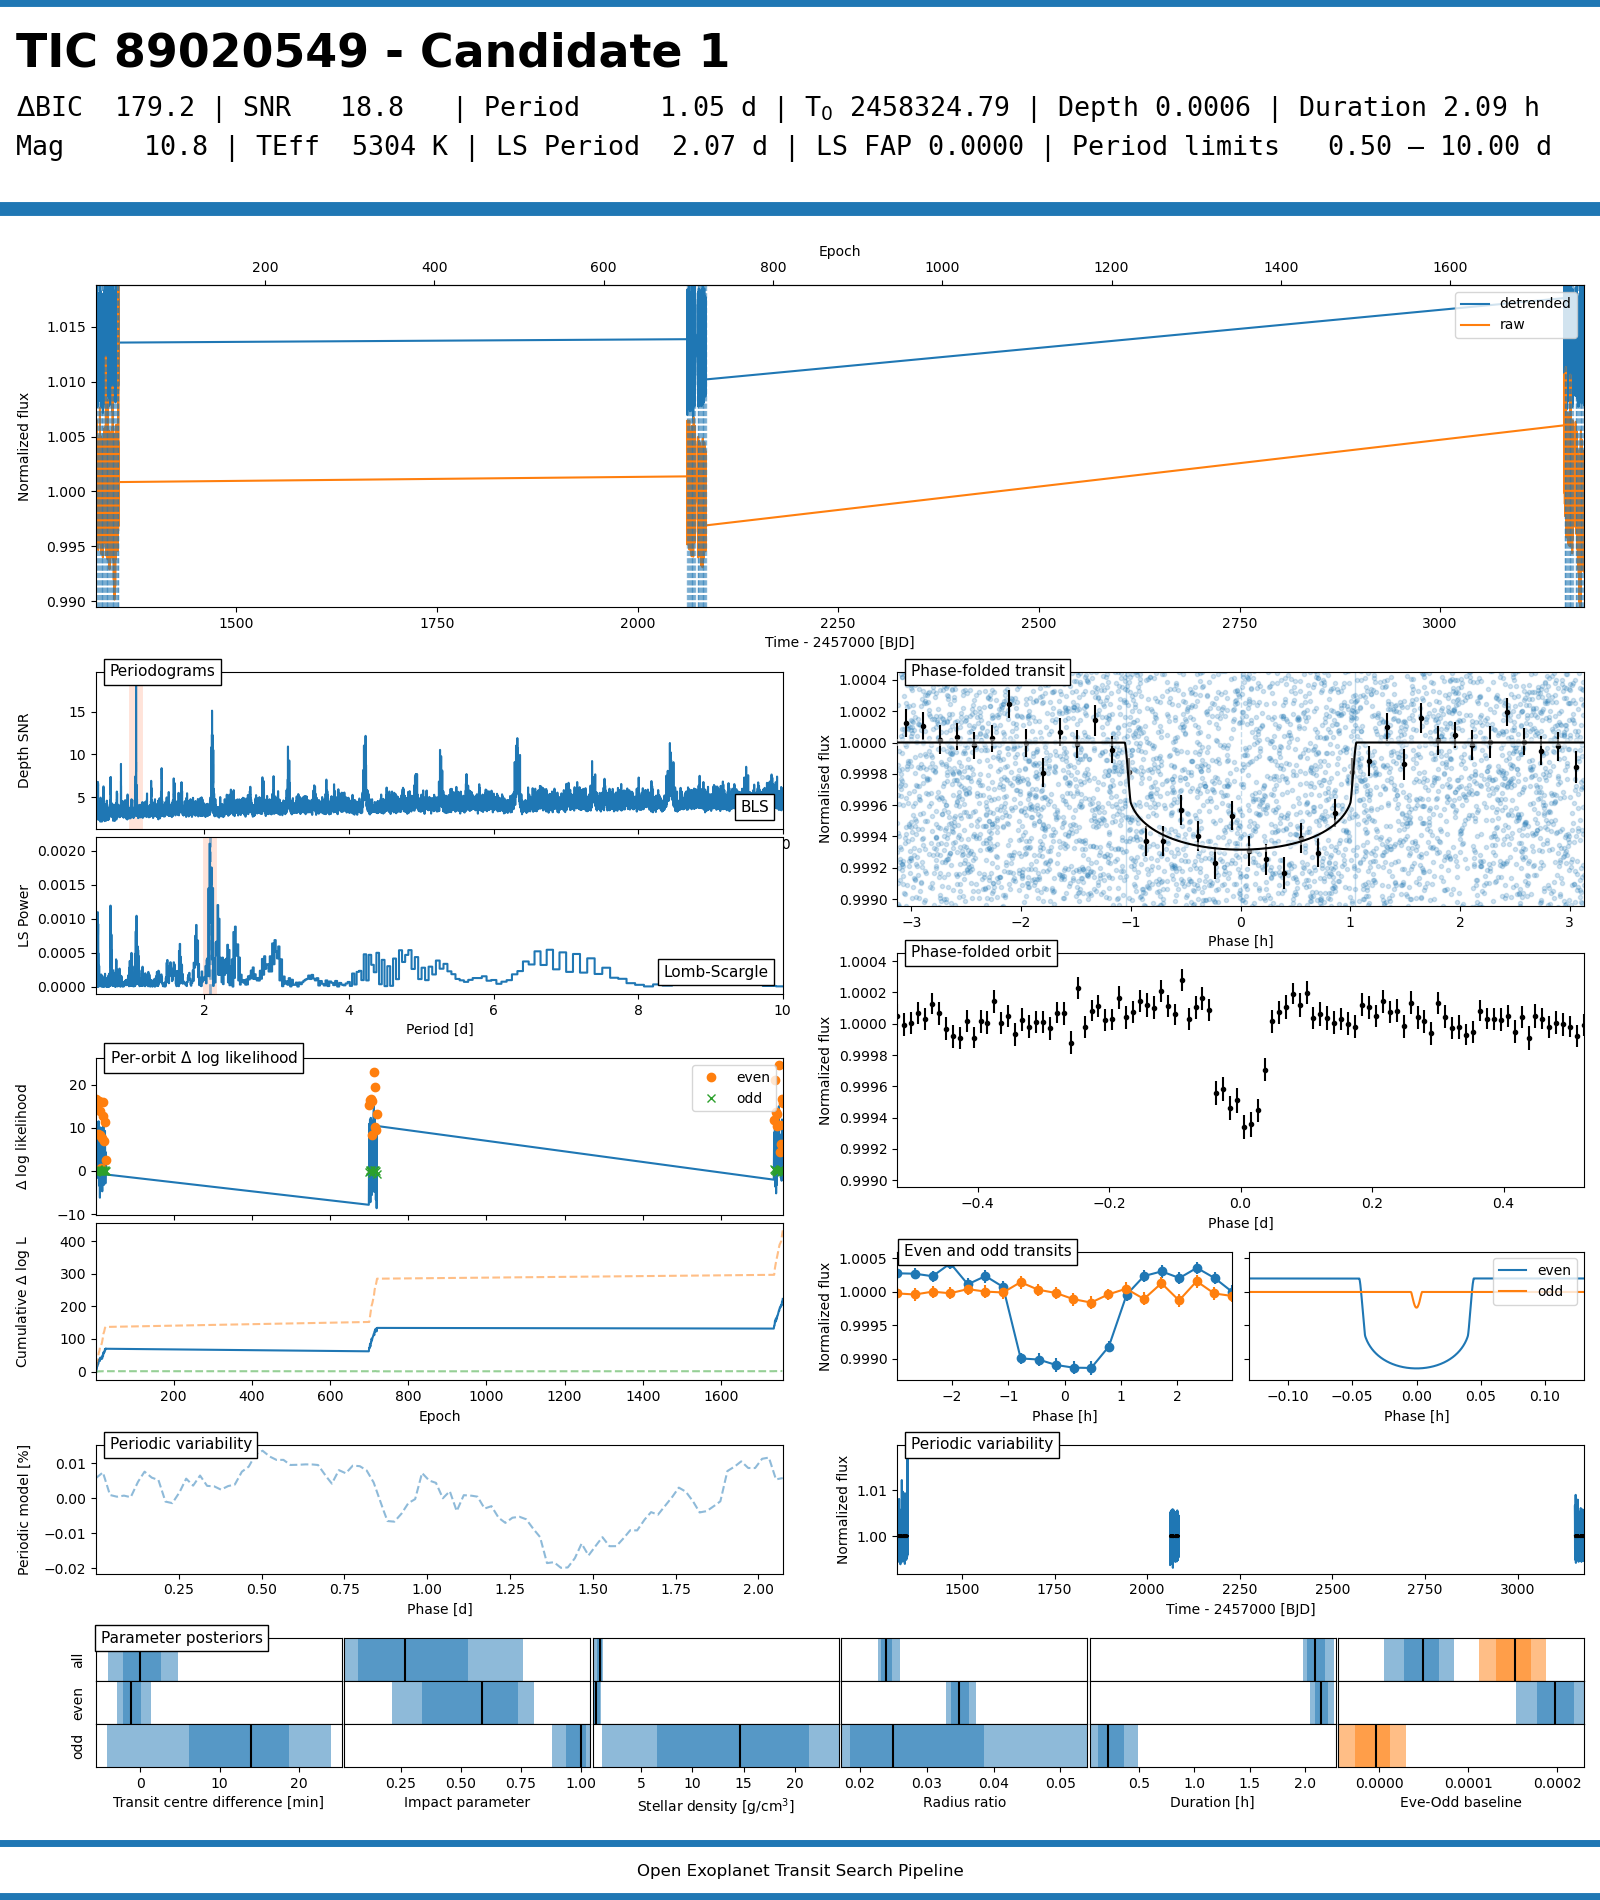 TIC 89020549 - Candidate 1
ΔBIC 179.2 | SNR 18.8 | Period 1.05 d | T0 2458324.79 | Depth 0.0006 | Duration 2.09 h
Mag 10.8 | TEff 5304 K | LS Period 2.07 d | LS FAP 0.0000 | Period limits 0.50 — 10.00 d
Epoch
200 400 600 800 1000 1200 1400 1600
detrended
raw
Normalized flux
1.015
1.010
1.005
1.000
0.995
0.990
1500 1750 2000 2250 2500 2750 3000
Time - 2457000 [BJD]
Periodograms
Depth SNR
15
10
5
BLS
0
LS Power
0.0020
0.0015
0.0010
0.0005
0.0000
Lomb-Scargle
2 4 6 8 10
Period [d]
Phase-folded transit
Normalised flux
1.0004
1.0002
1.0000
0.9998
0.9996
0.9994
0.9992
0.9990
−3 −2 −1 0 1 2 3
Phase [h]
Phase-folded orbit
Normalized flux
1.0004
1.0002
1.0000
0.9998
0.9996
0.9994
0.9992
0.9990
−0.4 −0.2 0.0 0.2 0.4
Phase [d]
Per-orbit Δ log likelihood
Δ log likelihood
20
10
0
−10
even
odd
Cumulative Δ log L
400
300
200
100
0
200 400 600 800 1000 1200 1400 1600
Epoch
Even and odd transits
Normalized flux
1.0005
1.0000
0.9995
0.9990
−2 −1 0 1 2
Phase [h]
even
odd
−0.10 −0.05 0.00 0.05 0.10
Phase [h]
Periodic variability
Periodic model [%]
0.01
0.00
−0.01
−0.02
0.25 0.50 0.75 1.00 1.25 1.50 1.75 2.00
Phase [d]
Periodic variability
Normalized flux
1.01
1.00
1500 1750 2000 2250 2500 2750 3000
Time - 2457000 [BJD]
Parameter posteriors
all
even
odd
0 10 20
Transit centre difference [min]
0.25 0.50 0.75 1.00
Impact parameter
5 10 15 20
Stellar density [g/cm3]
0.02 0.03 0.04 0.05
Radius ratio
0.5 1.0 1.5 2.0
Duration [h]
0.0000 0.0001 0.0002
Eve-Odd baseline
Open Exoplanet Transit Search Pipeline